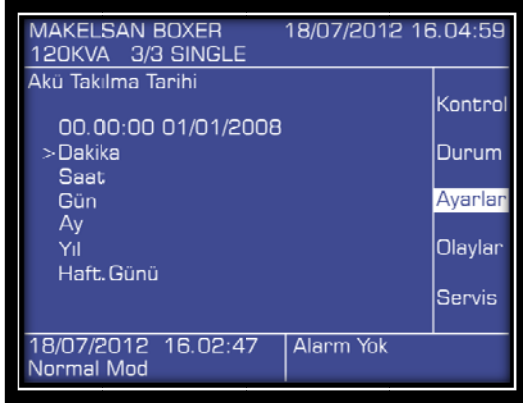 MAKELSAN BOXER 18/07/2012 16.04:59
120KVA 3/3 SINGLE
Akü Takılma Tarihi
00.00:00 01/01/2008
>Dakika
Saat
Gün
Ay
Yıl
Haft.Günü
Kontrol
Durum
Ayarlar
Olaylar
Servis
18/07/2012 16.02:47
Normal Mod
Alarm Yok